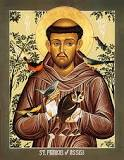 ST. FRANCIS of ASSISI